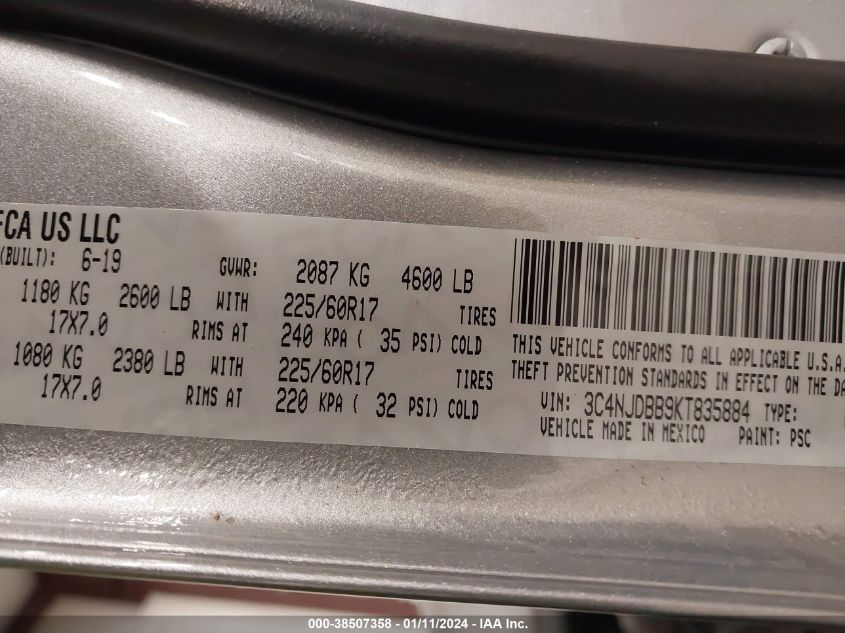 FCA US LLC
(BUILT): 6-19 GVWR: 2087 KG 4600 LB
1180 KG 2600 LB WITH 225/60R17 TIRES
17X7.0 RIMS AT 240 KPA ( 35 PSI) COLD
1080 KG 2380 LB WITH 225/60R17 TIRES
17X7.0 RIMS AT 220 KPA ( 32 PSI) COLD
THIS VEHICLE CONFORMS TO ALL APPLICABLE U.S.A.
THEFT PREVENTION STANDARDS IN EFFECT ON THE DA
VIN: 3C4NJDBB9KT835884 TYPE:
VEHICLE MADE IN MEXICO PAINT: PSC
000-38507358 - 01/11/2024 - IAA Inc.